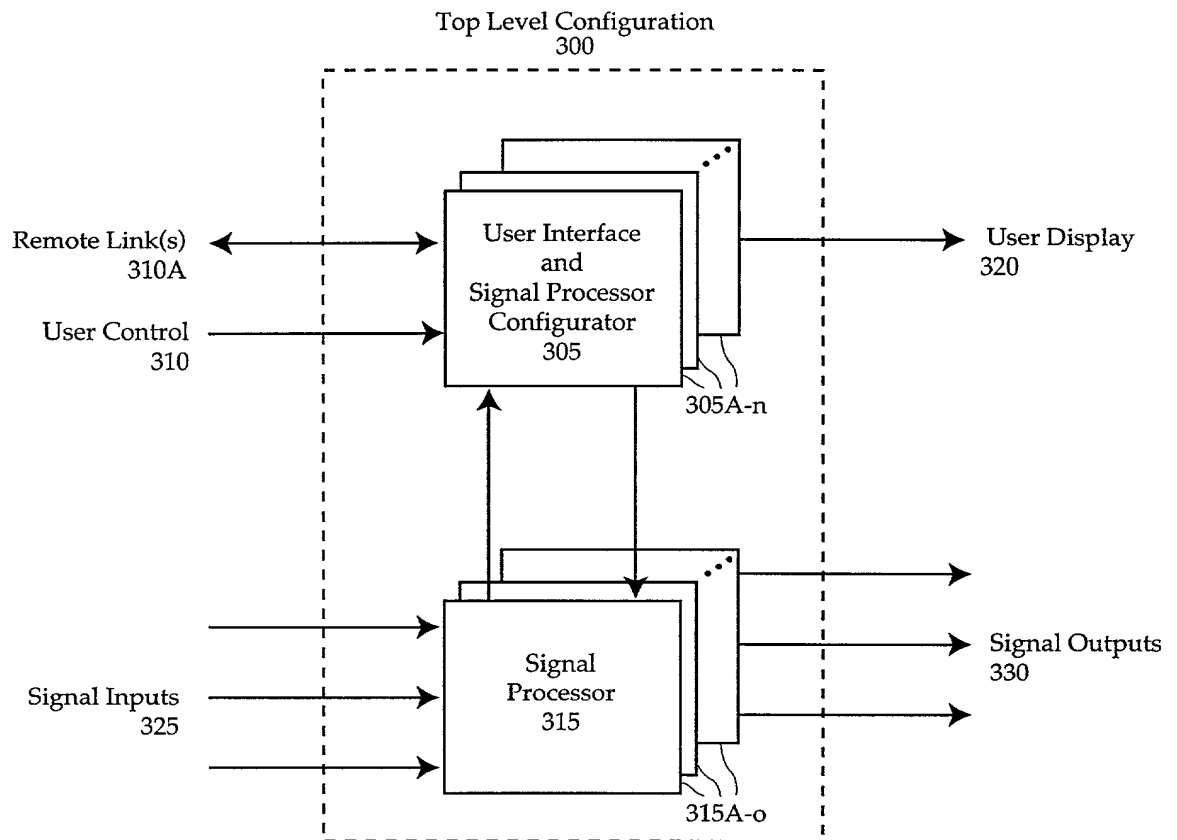 Top Level Configuration
300
Remote Link(s)
310A
User Control
310
User Interface
and
Signal Processor
Configurator
305
User Display
320
305A-n
Signal Inputs
325
Signal
Processor
315
Signal Outputs
330
315A-o